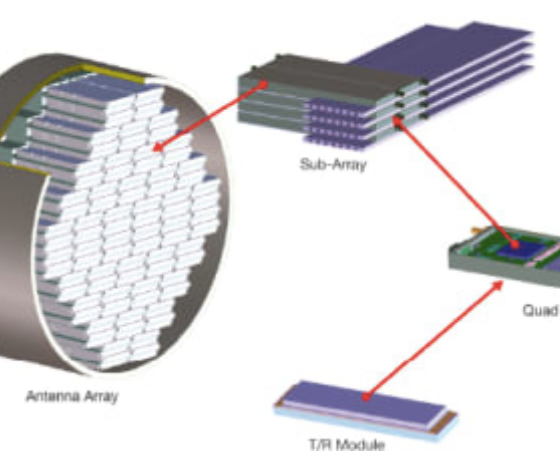 Sub-Array
Quad
Antenna Array
T/R Module